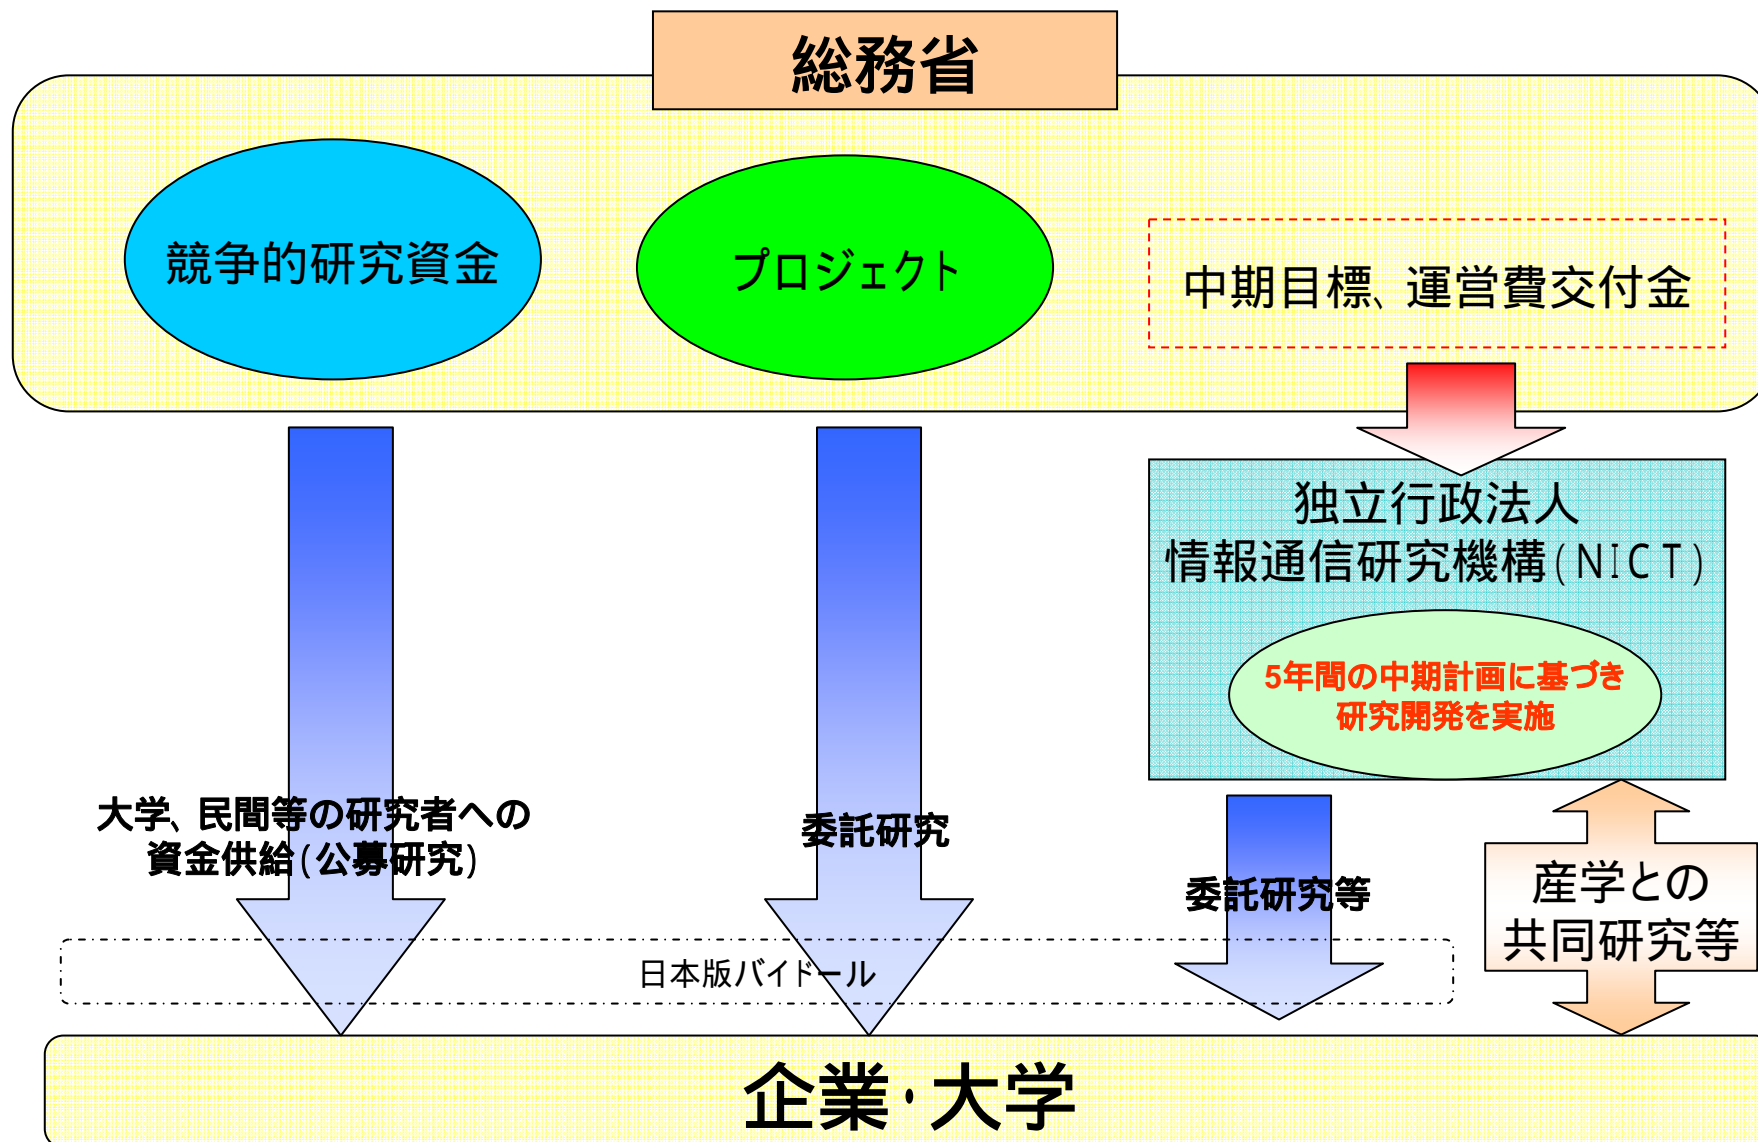 総務省
競争的研究資金
プロジェクト
中期目標、運営費交付金
独立行政法人
情報通信研究機構(NICT)
5年間の中期計画に基づき
研究開発を実施
大学、民間等の研究者への
資金供給(公募研究)
委託研究
委託研究等
産学との
共同研究等
日本版バイドール
企業・大学